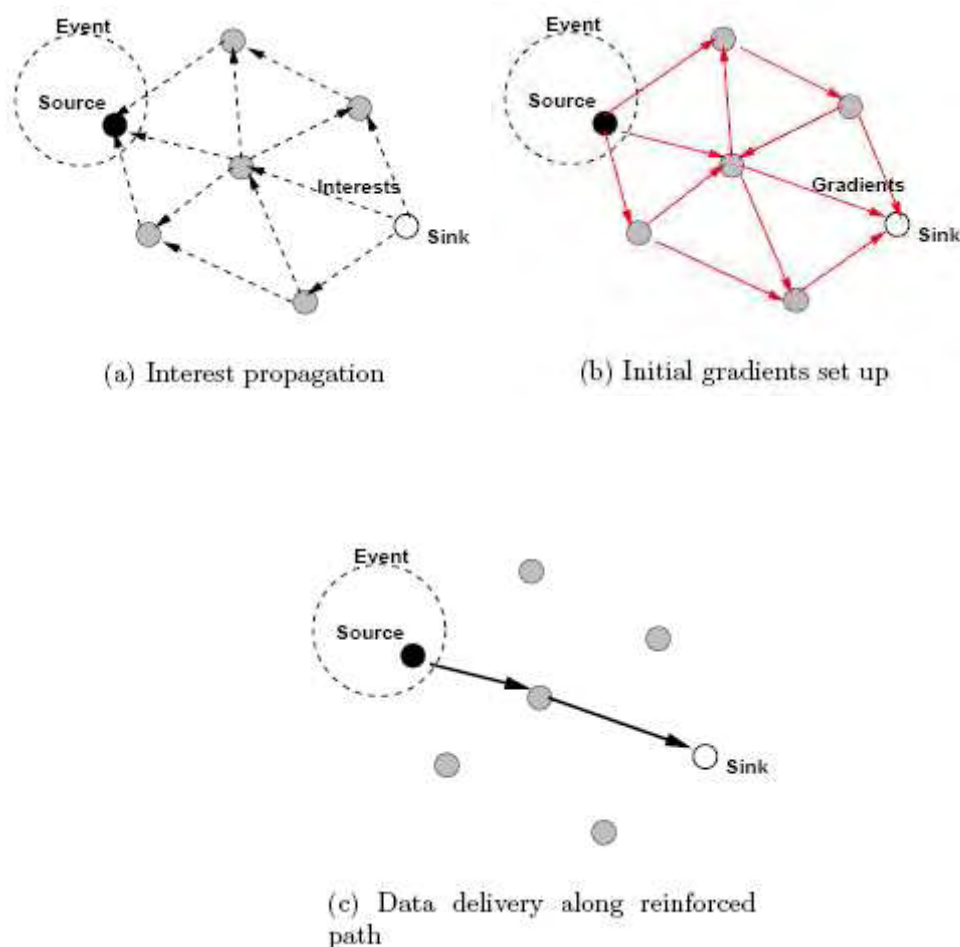 Event
Source
Interests
Sink
(a) Interest propagation
Event
Source
Gradients
Sink
(b) Initial gradients set up
Event
Source
Sink
(c) Data delivery along reinforced
path